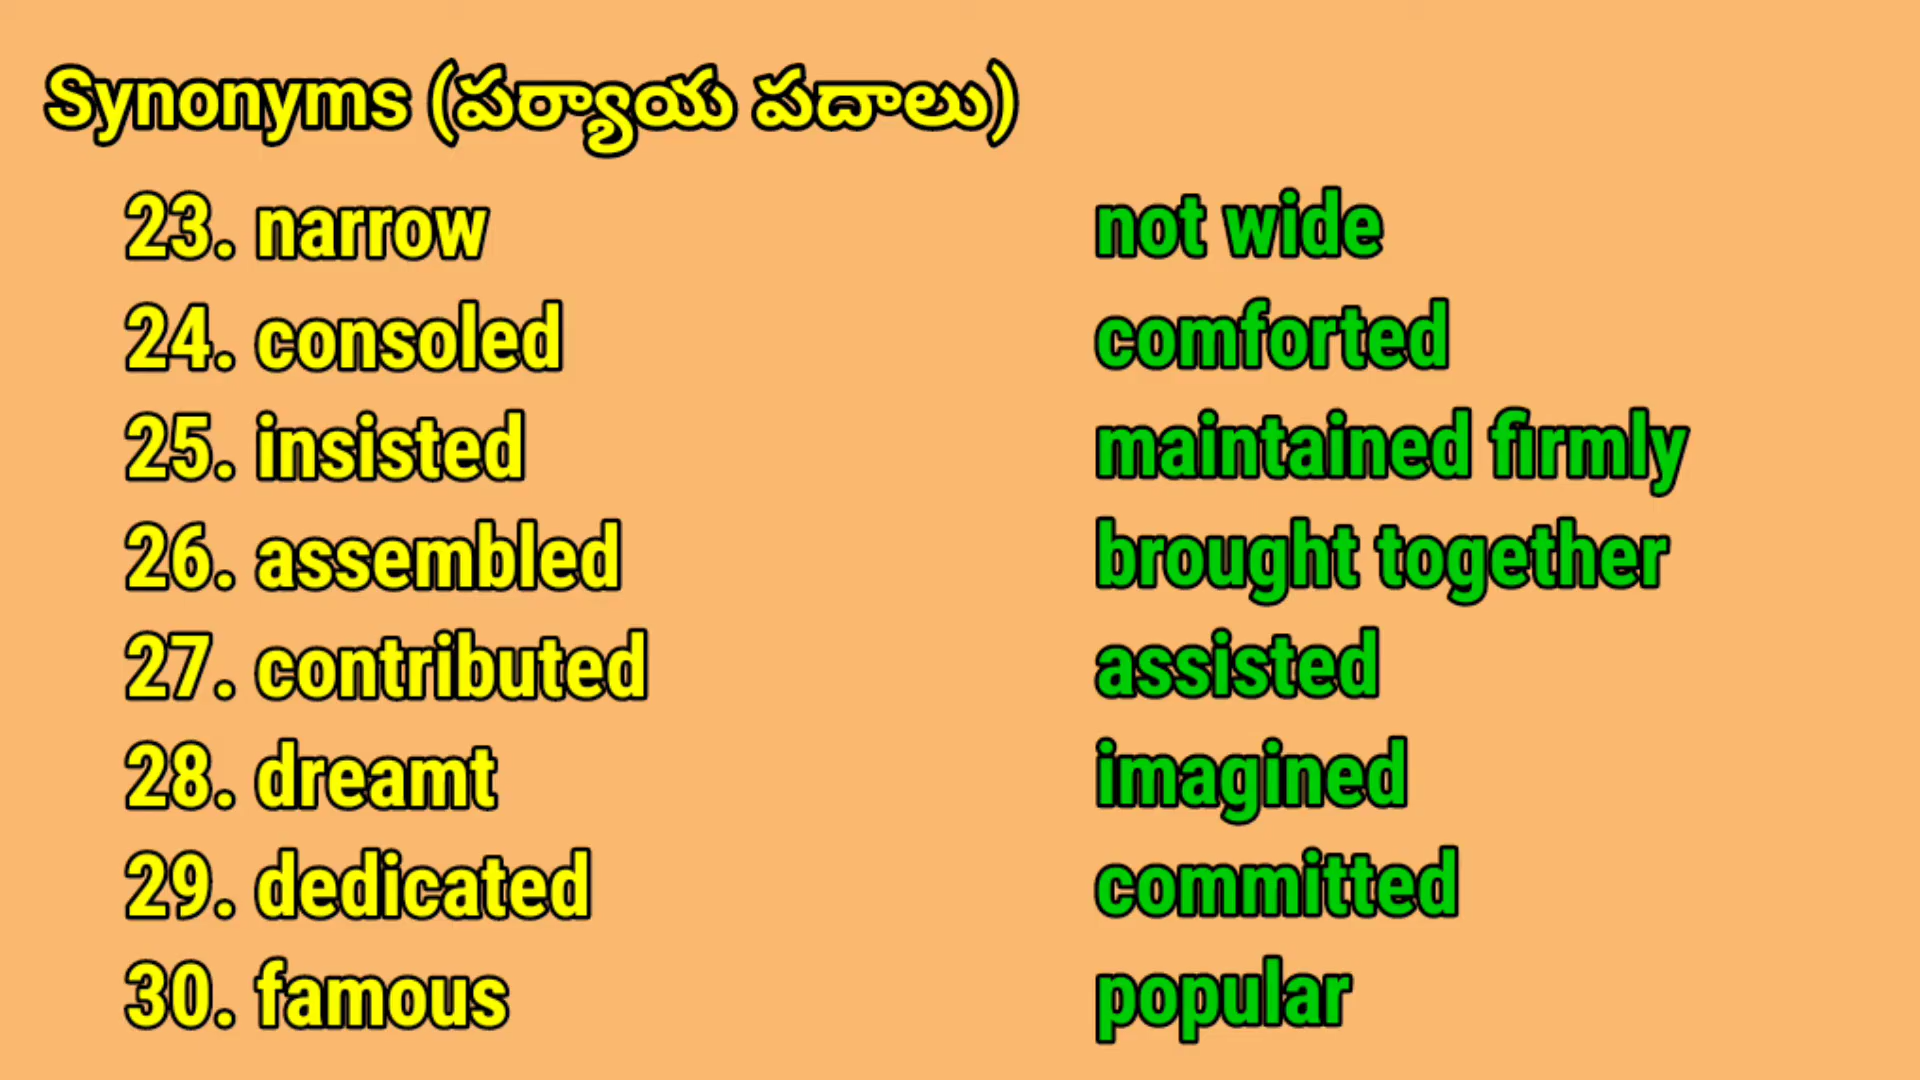 Synonyms (పర్యాయ పదాలు)
23. narrow not wide
24. consoled comforted
25. insisted maintained firmly
26. assembled brought together
27. contributed assisted
28. dreamt imagined
29. dedicated committed
30. famous popular